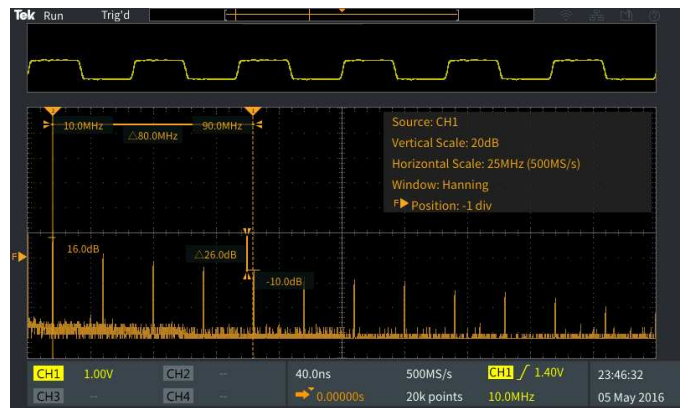 Tek Run Trig'd
10.0MHz 90.0MHz
△80.0MHz
Source: CH1
Vertical Scale: 20dB
Horizontal Scale: 25MHz (500MS/s)
Window: Hanning
F Position: -1 div
16.0dB △26.0dB
F
-10.0dB
CH1 1.00V CH2 -- 40.0ns 500MS/s CH1 1.40V 23:46:32
CH3 -- CH4 -- 0.00000s 20k points 10.0MHz 05 May 2016